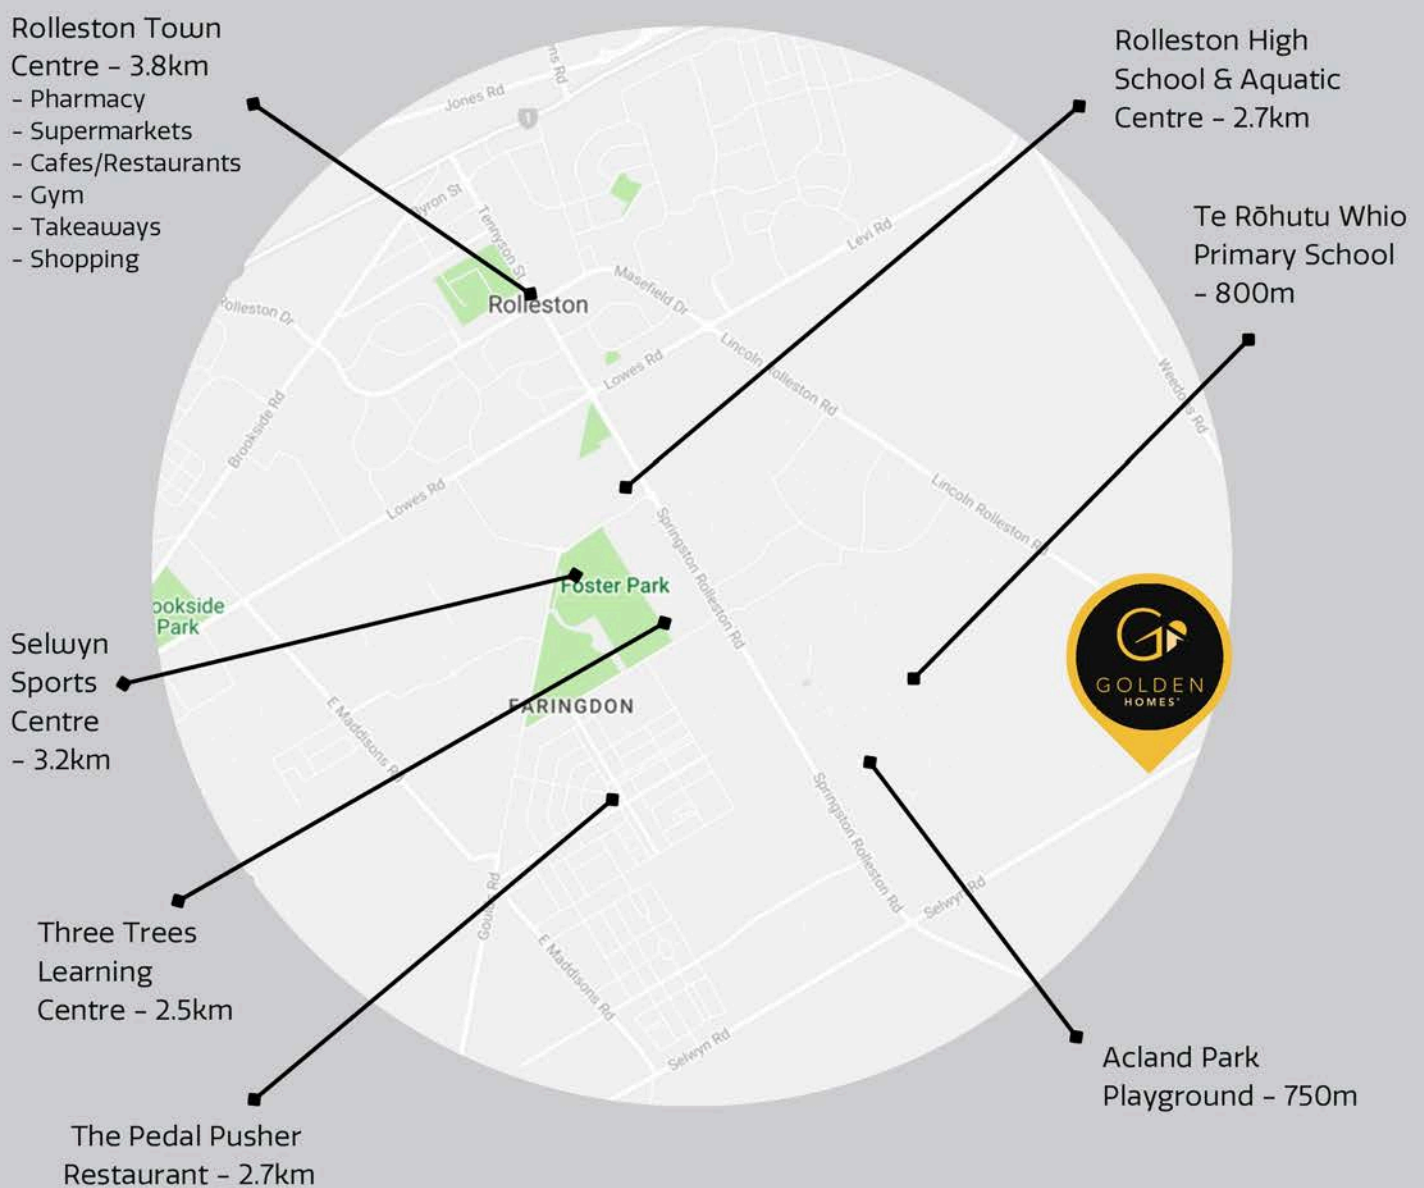 Rolleston Town
Centre - 3.8km
- Pharmacy
- Supermarkets
- Cafes/Restaurants
- Gym
- Takeaways
- Shopping
Rolleston High
School & Aquatic
Centre - 2.7km
Te Rōhutu Whio
Primary School
- 800m
ns Rd
Jones Rd
1
Byron St
Tennyson St
Levi Rd
Masefield Dr
Rolleston Dr
Rolleston
Lincoln Rolleston Rd
Lowes Rd
Weedons Rd
Brookside Rd
Lowes Rd
Lincoln Rolleston Rd
Springston Rolleston Rd
Foster Park
ookside
Park
GOLDEN
HOMES
Selwyn
Sports
Centre
- 3.2km
FARINGDON
E Maddisons Rd
Springston Rolleston Rd
Selwyn Rd
Goulds Rd
E Maddisons Rd
Selwyn Rd
Three Trees
Learning
Centre - 2.5km
Acland Park
Playground - 750m
The Pedal Pusher
Restaurant - 2.7km